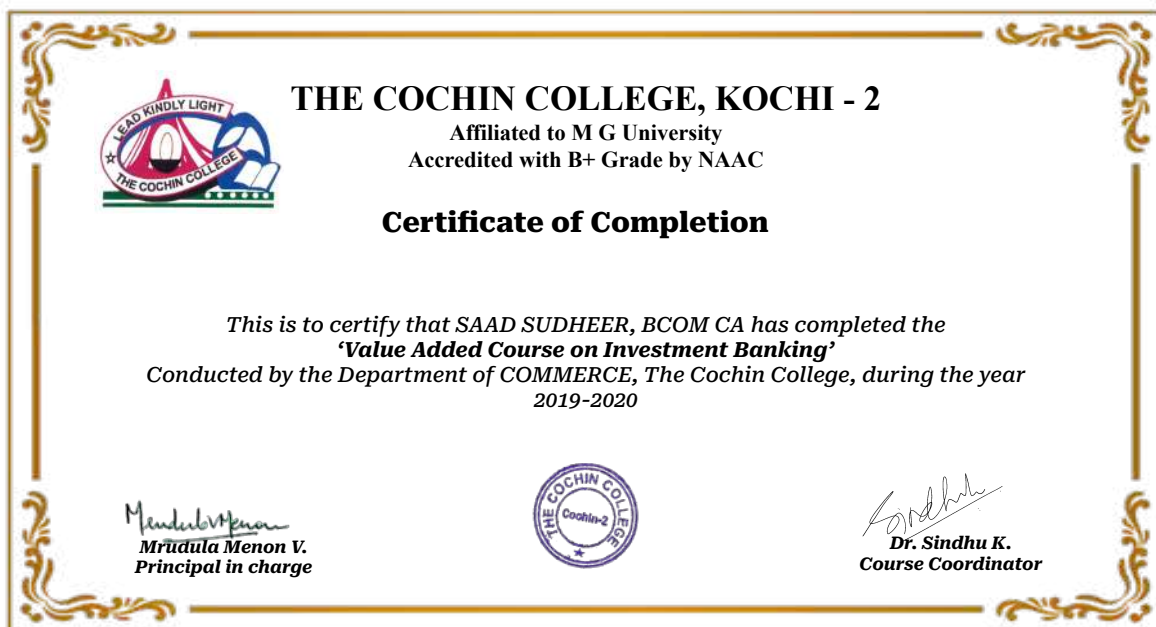 LEAD KINDLY LIGHT
THE COCHIN COLLEGE
THE COCHIN COLLEGE, KOCHI - 2
Affiliated to M G University
Accredited with B+ Grade by NAAC
Certificate of Completion
This is to certify that SAAD SUDHEER, BCOM CA has completed the
‘Value Added Course on Investment Banking’
Conducted by the Department of COMMERCE, The Cochin College, during the year
2019-2020
THE COCHIN COLLEGE
Cochin-2
Mrudula Menon
Mrudula Menon V.
Principal in charge
Sindhu
Dr. Sindhu K.
Course Coordinator